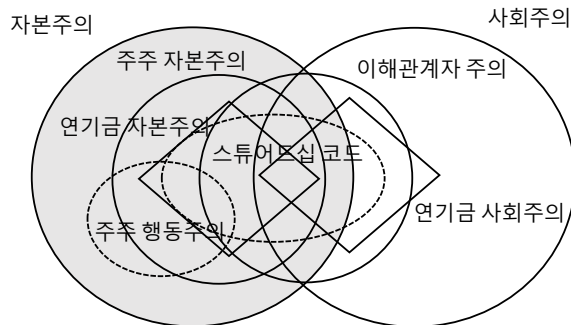 자본주의
사회주의
주주 자본주의
이해관계자 주의
연기금 자본주의
스튜어드십 코드
연기금 사회주의
주주 행동주의